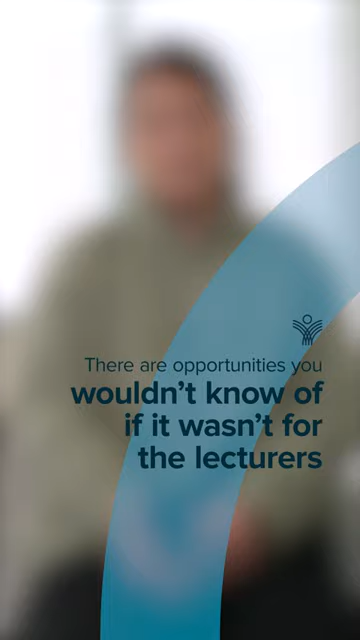 There are opportunities you
wouldn't know of
if it wasn't for
the lecturers